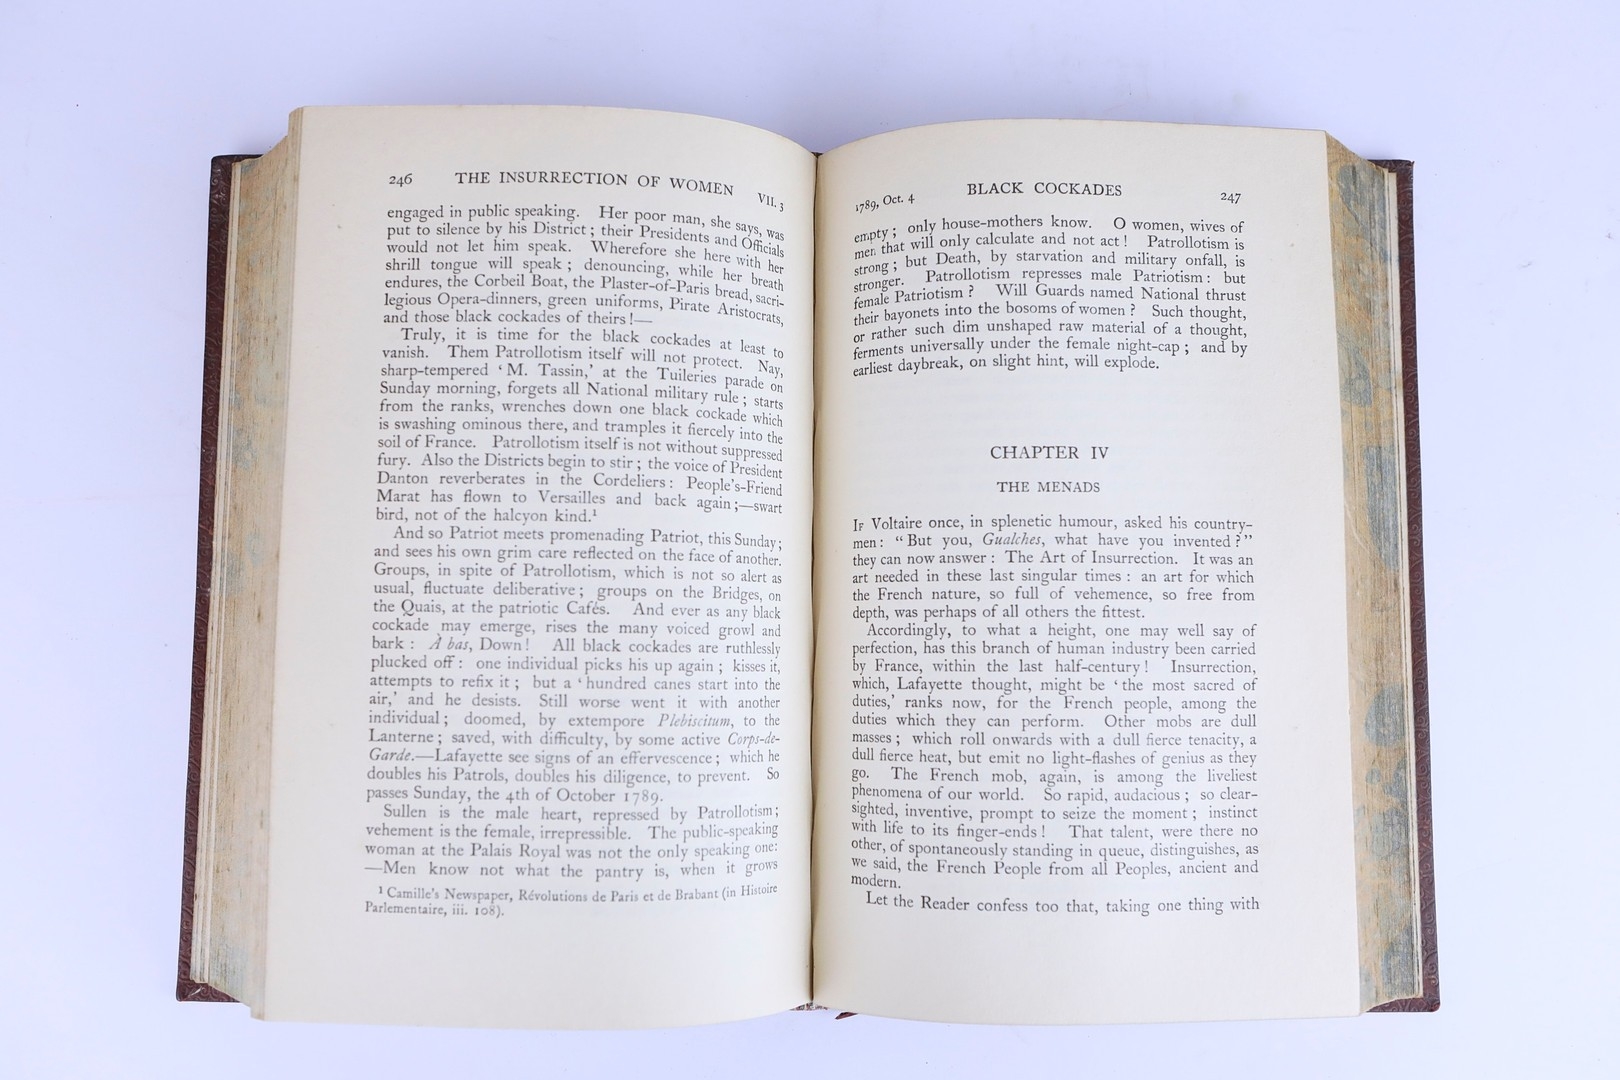 246 THE INSURRECTION OF WOMEN VII. 3
engaged in public speaking. Her poor man, she says, was
put to silence by his District ; their Presidents and Officials
would not let him speak. Wherefore she here with her
shrill tongue will speak ; denouncing, while her breath
endures, the Corbeil Boat, the Plaster-of-Paris bread, sacri-
legious Opera-dinners, green uniforms, Pirate Aristocrats,
and those black cockades of theirs !—
Truly, it is time for the black cockades at least to
vanish. Them Patrollotism itself will not protect. Nay,
sharp-tempered ‘ M. Tassin,’ at the Tuileries parade on
Sunday morning, forgets all National military rule ; starts
from the ranks, wrenches down one black cockade which
is swashing ominous there, and tramples it fiercely into the
soil of France. Patrollotism itself is not without suppressed
fury. Also the Districts begin to stir ; the voice of President
Danton reverberates in the Cordeliers : People’s-Friend
Marat has flown to Versailles and back again ;—swart
bird, not of the halcyon kind.¹
And so Patriot meets promenading Patriot, this Sunday ;
and sees his own grim care reflected on the face of another.
Groups, in spite of Patrollotism, which is not so alert as
usual, fluctuate deliberative ; groups on the Bridges, on
the Quais, at the patriotic Cafés. And ever as any black
cockade may emerge, rises the many voiced growl and
bark : À bas, Down ! All black cockades are ruthlessly
plucked off : one individual picks his up again ; kisses it,
attempts to refix it ; but a ‘ hundred canes start into the
air,’ and he desists. Still worse went it with another
individual ; doomed, by extempore Plebiscitum, to the
Lanterne ; saved, with difficulty, by some active Corps-de-
Garde.—Lafayette see signs of an effervescence ; which he
doubles his Patrols, doubles his diligence, to prevent. So
passes Sunday, the 4th of October 1789.
Sullen is the male heart, repressed by Patrollotism ;
vehement is the female, irrepressible. The public-speaking
woman at the Palais Royal was not the only speaking one:
—Men know not what the pantry is, when it grows
¹ Camille’s Newspaper, Révolutions de Paris et de Brabant (in Histoire
Parlementaire, iii. 108).
1789, Oct. 4 BLACK COCKADES 247
empty ; only house-mothers know. O women, wives of
men that will only calculate and not act ! Patrollotism is
strong ; but Death, by starvation and military onfall, is
stronger. Patrollotism represses male Patriotism : but
female Patriotism ? Will Guards named National thrust
their bayonets into the bosoms of women ? Such thought,
or rather such dim unshaped raw material of a thought,
ferments universally under the female night-cap ; and by
earliest daybreak, on slight hint, will explode.
CHAPTER IV
THE MENADS
IF Voltaire once, in splenetic humour, asked his country-
men : “ But you, Gualches, what have you invented ? ”
they can now answer : The Art of Insurrection. It was an
art needed in these last singular times : an art for which
the French nature, so full of vehemence, so free from
depth, was perhaps of all others the fittest.
Accordingly, to what a height, one may well say of
perfection, has this branch of human industry been carried
by France, within the last half-century ! Insurrection,
which, Lafayette thought, might be ‘ the most sacred of
duties,’ ranks now, for the French people, among the
duties which they can perform. Other mobs are dull
masses ; which roll onwards with a dull fierce tenacity, a
dull fierce heat, but emit no light-flashes of genius as they
go. The French mob, again, is among the liveliest
phenomena of our world. So rapid, audacious ; so clear-
sighted, inventive, prompt to seize the moment ; instinct
with life to its finger-ends ! That talent, were there no
other, of spontaneously standing in queue, distinguishes, as
we said, the French People from all Peoples, ancient and
modern.
Let the Reader confess too that, taking one thing with